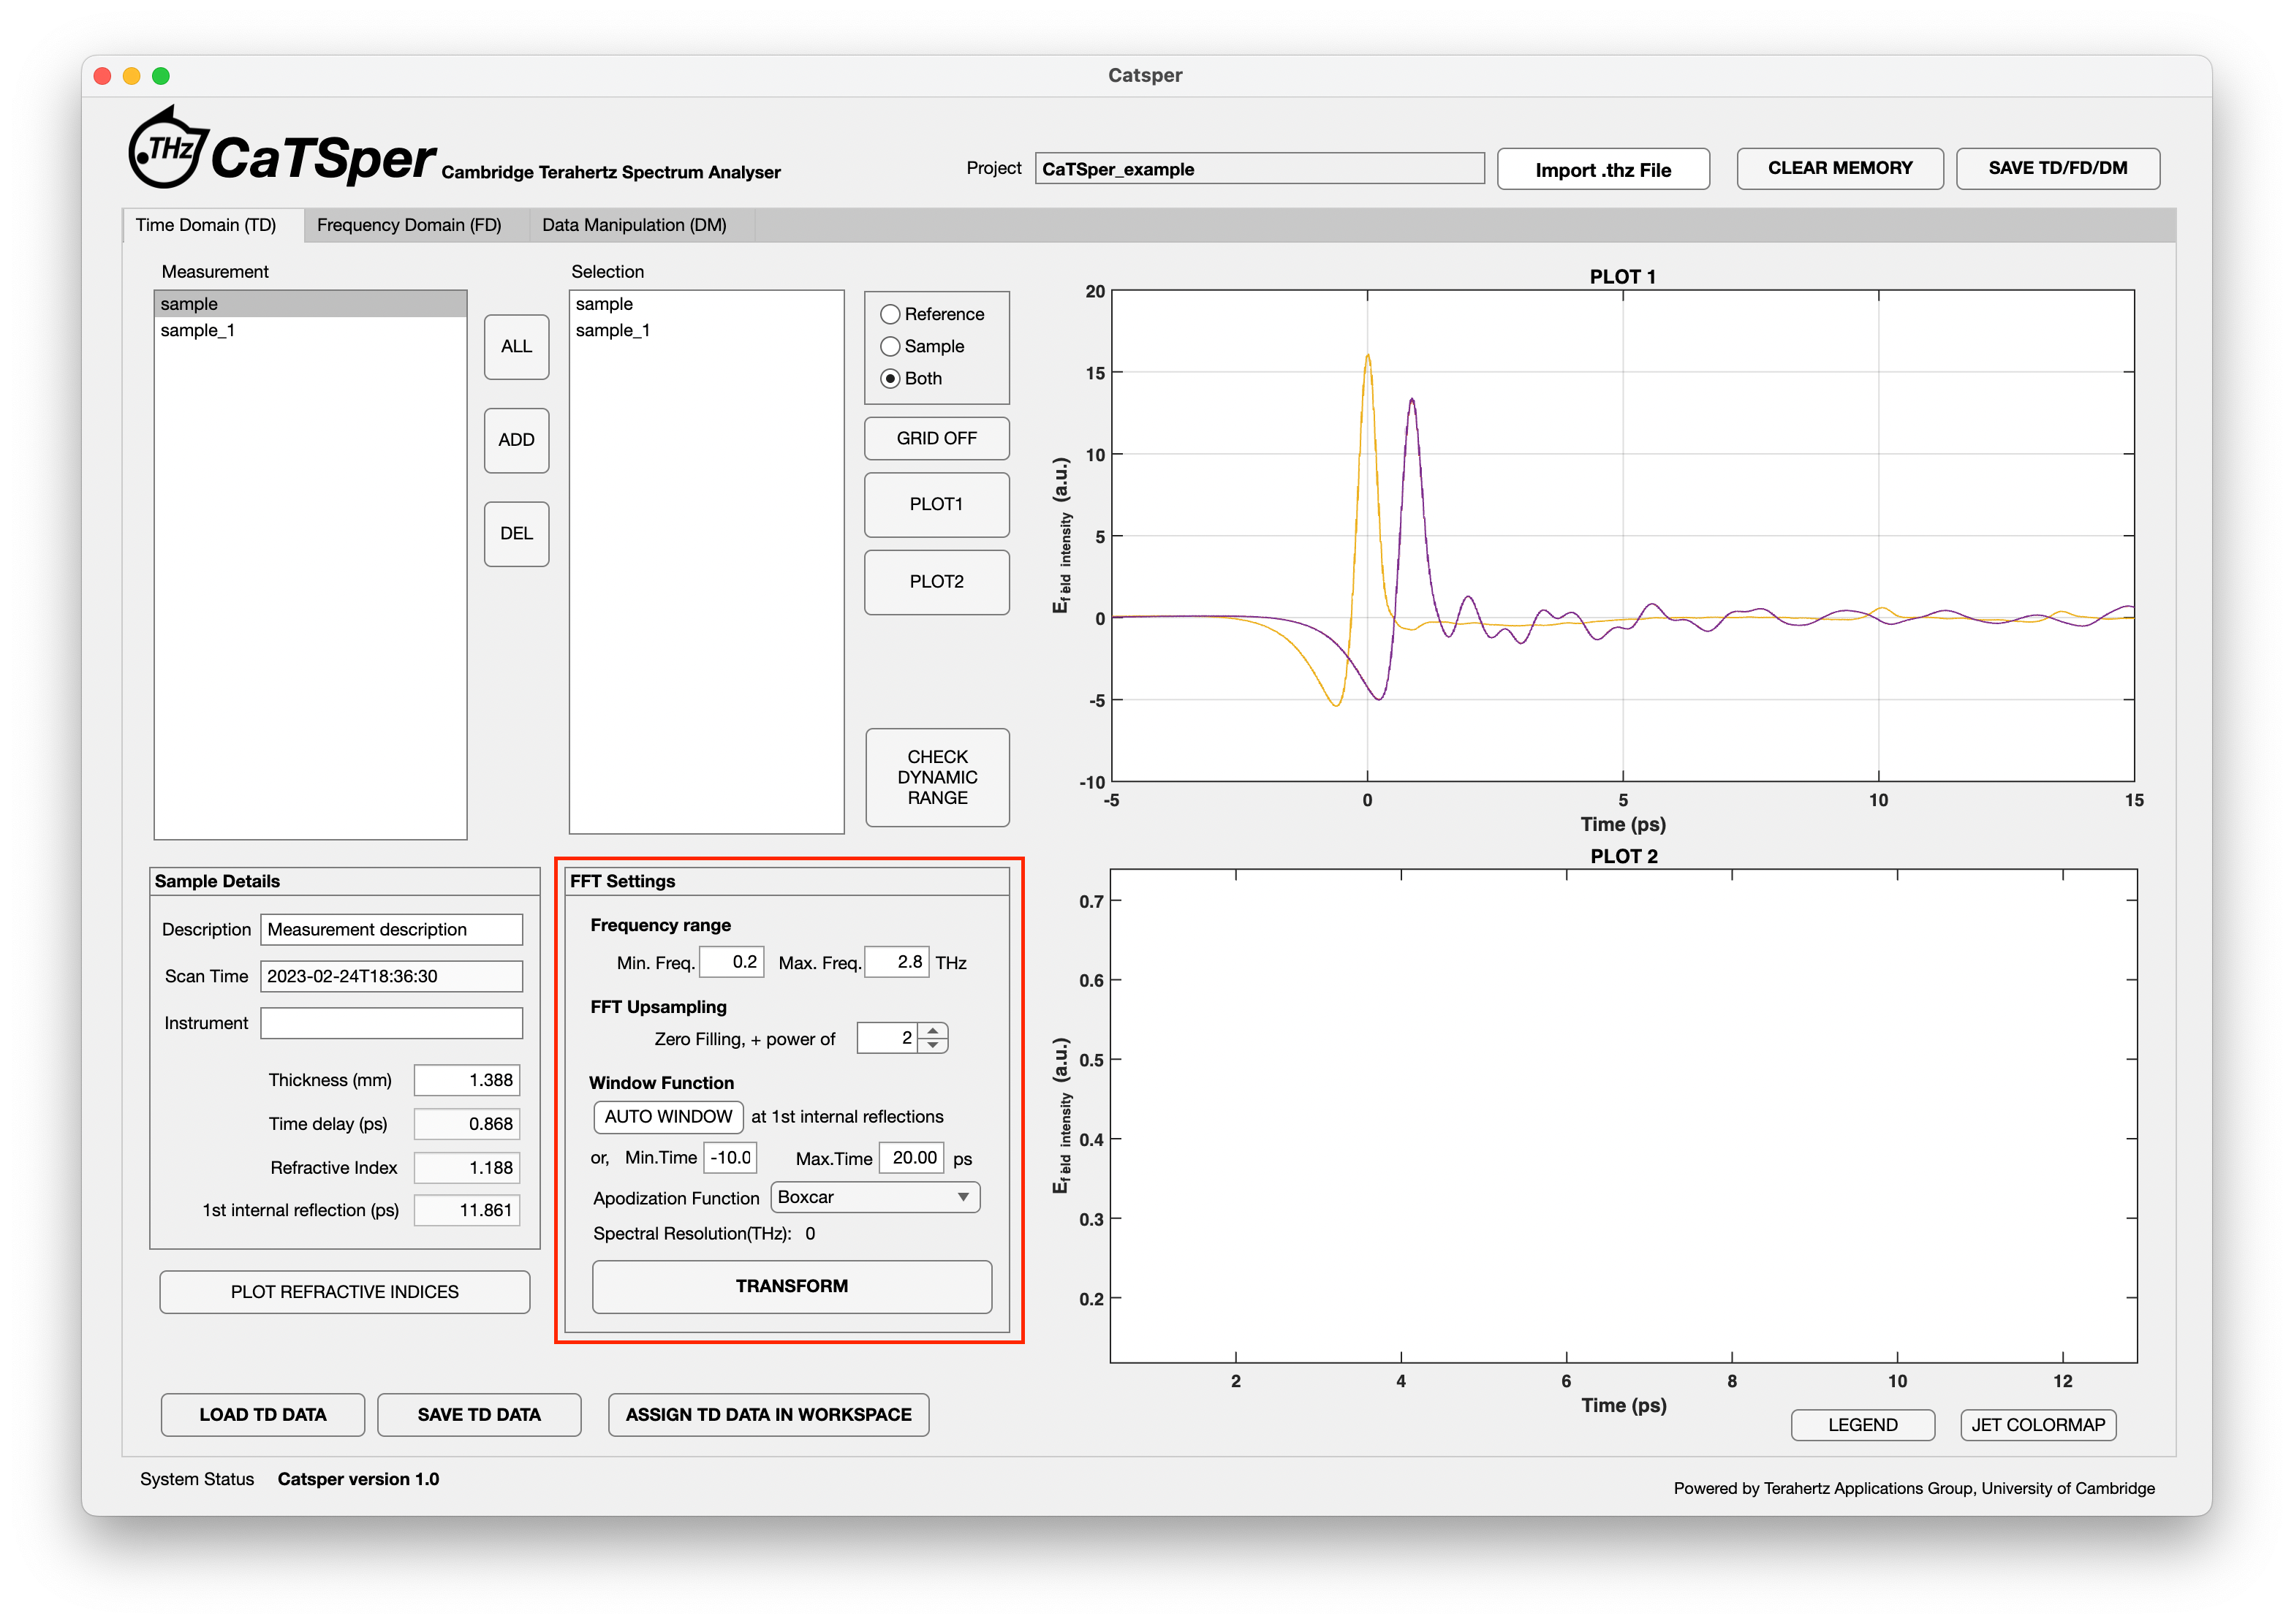 Catsper
THz CaTSper Cambridge Terahertz Spectrum Analyser
Project CaTSper_example Import .thz File CLEAR MEMORY SAVE TD/FD/DM
Time Domain (TD) Frequency Domain (FD) Data Manipulation (DM)
Measurement
sample
sample_1
ALL
ADD
DEL
Selection
sample
sample_1
Reference
Sample
Both
GRID OFF
PLOT1
PLOT2
CHECK
DYNAMIC
RANGE
PLOT 1
20
15
10
5
0
-5
-10
Efield intensity (a.u.)
-5 0 5 10 15
Time (ps)
Sample Details
Description Measurement description
Scan Time 2023-02-24T18:36:30
Instrument
Thickness (mm) 1.388
Time delay (ps) 0.868
Refractive Index 1.188
1st internal reflection (ps) 11.861
PLOT REFRACTIVE INDICES
FFT Settings
Frequency range
Min. Freq. 0.2 Max. Freq. 2.8 THz
FFT Upsampling
Zero Filling, + power of 2
Window Function
AUTO WINDOW at 1st internal reflections
or, Min.Time -10.0 Max.Time 20.00 ps
Apodization Function Boxcar
Spectral Resolution(THz): 0
TRANSFORM
PLOT 2
0.7
0.6
0.5
0.4
0.3
0.2
Efield intensity (a.u.)
2 4 6 8 10 12
Time (ps)
LOAD TD DATA SAVE TD DATA ASSIGN TD DATA IN WORKSPACE
LEGEND JET COLORMAP
System Status Catsper version 1.0
Powered by Terahertz Applications Group, University of Cambridge